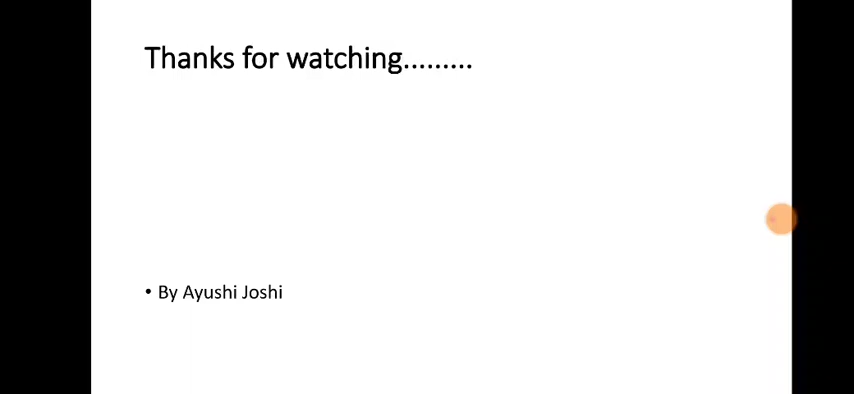 Thanks for watching.........
• By Ayushi Joshi